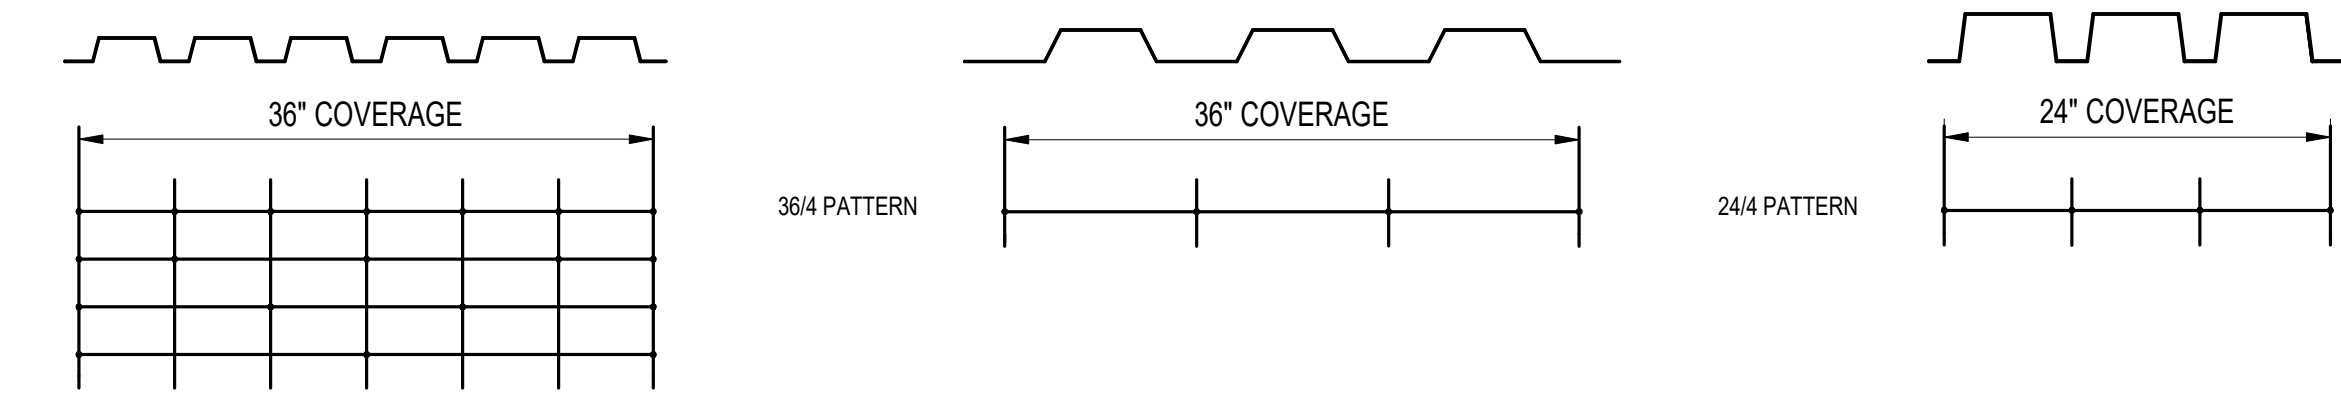 36" COVERAGE
36" COVERAGE
24" COVERAGE
36/4 PATTERN
24/4 PATTERN